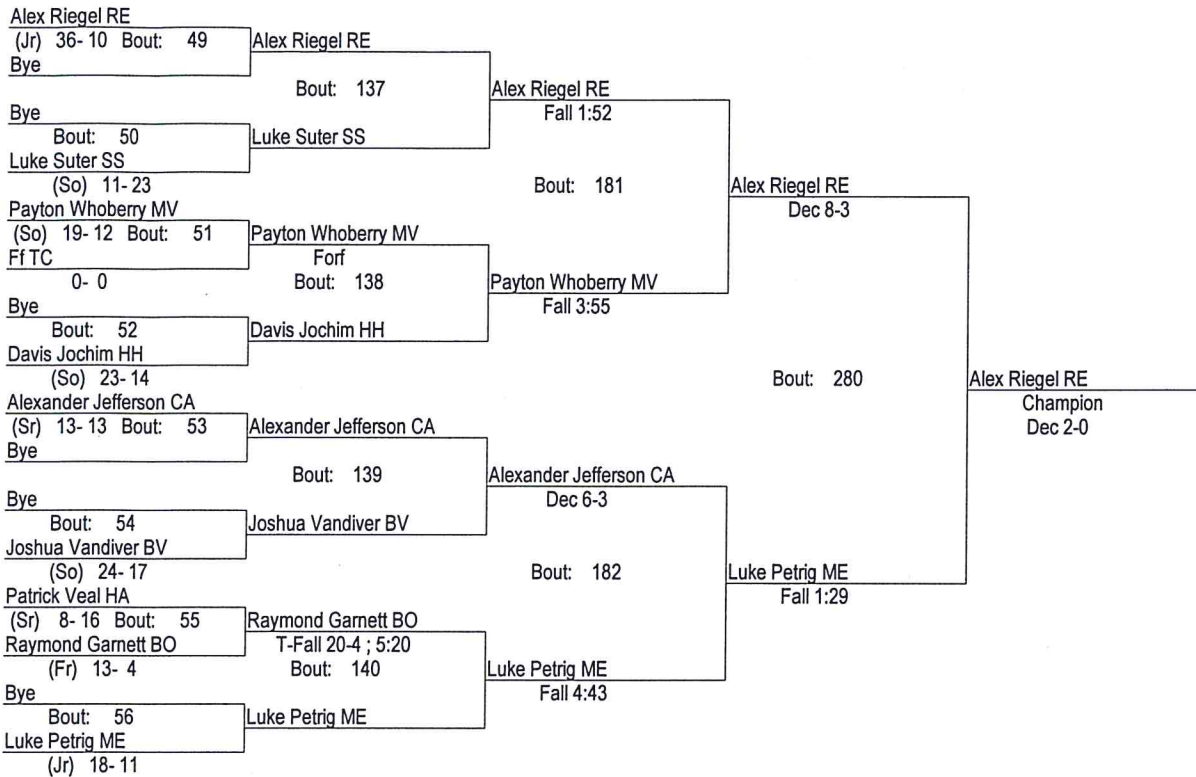 Alex Riegel RE
(Jr) 36- 10 Bout: 49
Bye
Alex Riegel RE
Bout: 137
Bye
Bout: 50
Luke Suter SS
(So) 11- 23
Luke Suter SS
Alex Riegel RE
Fall 1:52
Bout: 181
Payton Whoberry MV
(So) 19- 12 Bout: 51
Ff TC
0- 0
Payton Whoberry MV
Forf
Bout: 138
Bye
Bout: 52
Davis Jochim HH
(So) 23- 14
Davis Jochim HH
Payton Whoberry MV
Fall 3:55
Alex Riegel RE
Dec 8-3
Bout: 280
Alexander Jefferson CA
(Sr) 13- 13 Bout: 53
Bye
Alexander Jefferson CA
Bout: 139
Bye
Bout: 54
Joshua Vandiver BV
(So) 24- 17
Joshua Vandiver BV
Alexander Jefferson CA
Dec 6-3
Bout: 182
Patrick Veal HA
(Sr) 8- 16 Bout: 55
Raymond Garnett BO
(Fr) 13- 4
Raymond Garnett BO
T-Fall 20-4 ; 5:20
Bout: 140
Bye
Bout: 56
Luke Petrig ME
(Jr) 18- 11
Luke Petrig ME
Luke Petrig ME
Fall 4:43
Luke Petrig ME
Fall 1:29
Alex Riegel RE
Champion
Dec 2-0